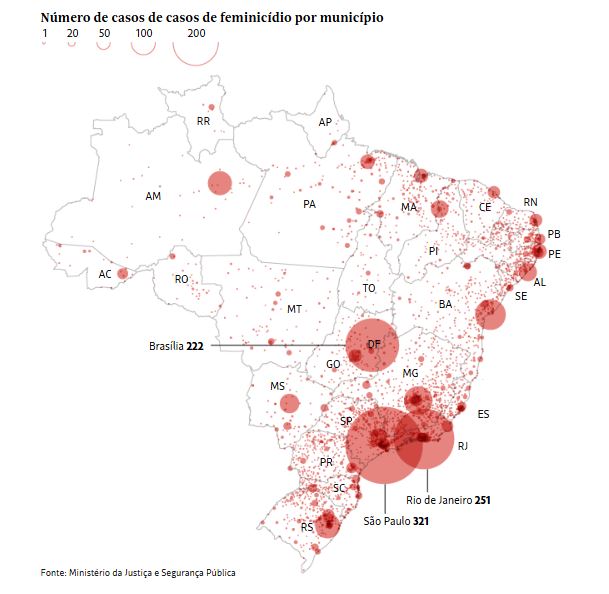 Número de casos de casos de feminicídio por município
1 20 50 100 200
RR
AP
AM
PA
MA
CE
RN
PB
PE
PI
AL
AC
RO
TO
SE
MT
BA
Brasília 222
DF
GO
MG
MS
SP
ES
RJ
PR
SC
Rio de Janeiro 251
São Paulo 321
RS
Fonte: Ministério da Justiça e Segurança Pública